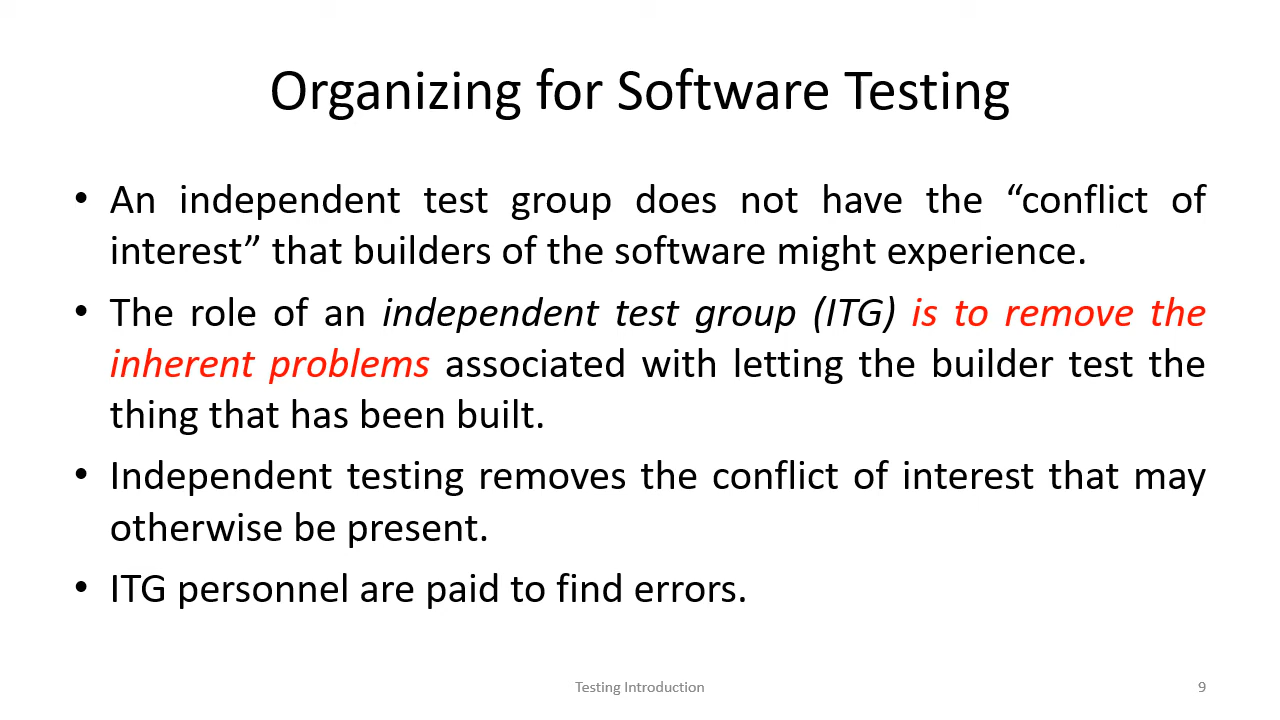 Organizing for Software Testing
• An independent test group does not have the “conflict of
interest” that builders of the software might experience.
• The role of an independent test group (ITG) is to remove the
inherent problems associated with letting the builder test the
thing that has been built.
• Independent testing removes the conflict of interest that may
otherwise be present.
• ITG personnel are paid to find errors.
Testing Introduction
9